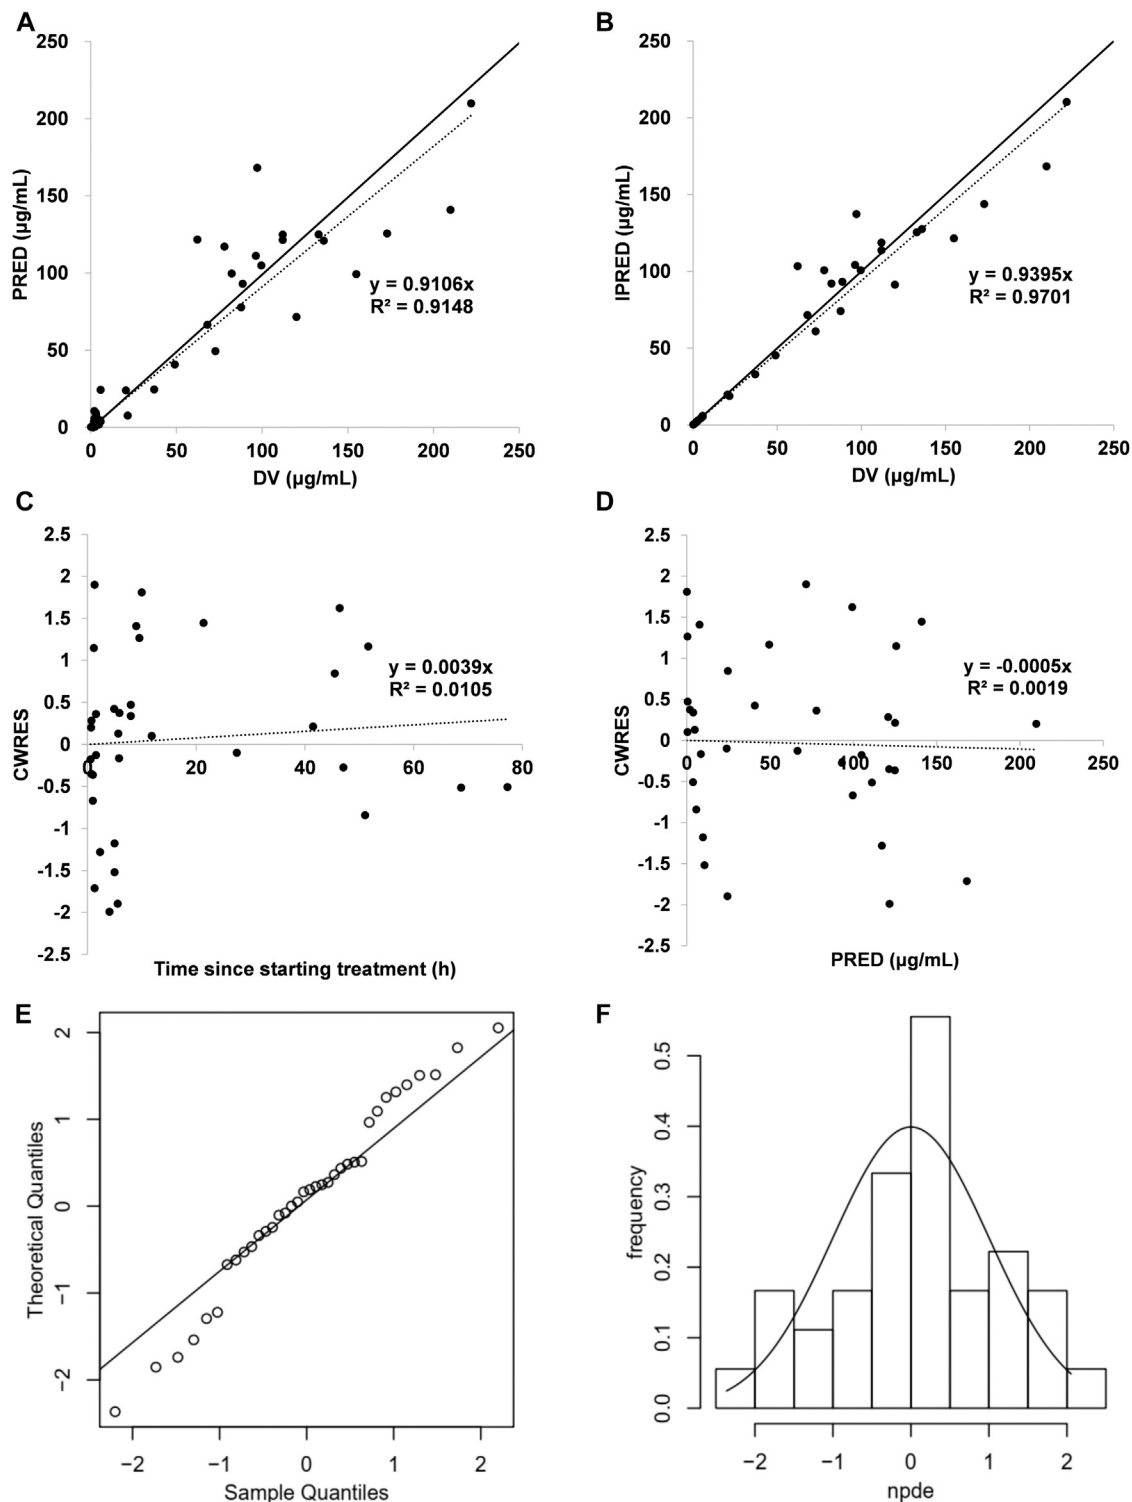 A
250
200
150
100
50
0
PRED (µg/mL)
y = 0.9106x
R² = 0.9148
0 50 100 150 200 250
DV (µg/mL)
B
250
200
150
100
50
0
IPRED (µg/mL)
y = 0.9395x
R² = 0.9701
0 50 100 150 200 250
DV (µg/mL)
C
2.5
2
1.5
1
0.5
0
-0.5
-1
-1.5
-2
-2.5
CWRES
y = 0.0039x
R² = 0.0105
0 20 40 60 80
Time since starting treatment (h)
D
2.5
2
1.5
1
0.5
0
-0.5
-1
-1.5
-2
-2.5
CWRES
y = -0.0005x
R² = 0.0019
0 50 100 150 200 250
PRED (µg/mL)
E
2
1
0
−1
−2
Theoretical Quantiles
−2 −1 0 1 2
Sample Quantiles
F
0.5
0.4
0.3
0.2
0.1
0.0
frequency
−2 −1 0 1 2
npde